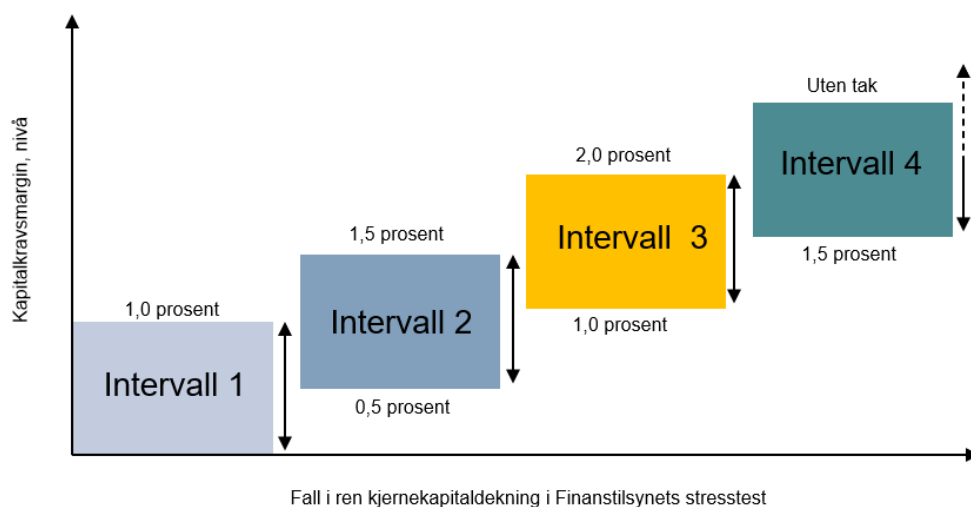 Kapitalkravsmargin, nivå
1,0 prosent
Intervall 1
1,5 prosent
Intervall 2
0,5 prosent
2,0 prosent
Intervall 3
1,0 prosent
Uten tak
Intervall 4
1,5 prosent
Fall i ren kjernekapitaldekning i Finanstilsynets stresstest